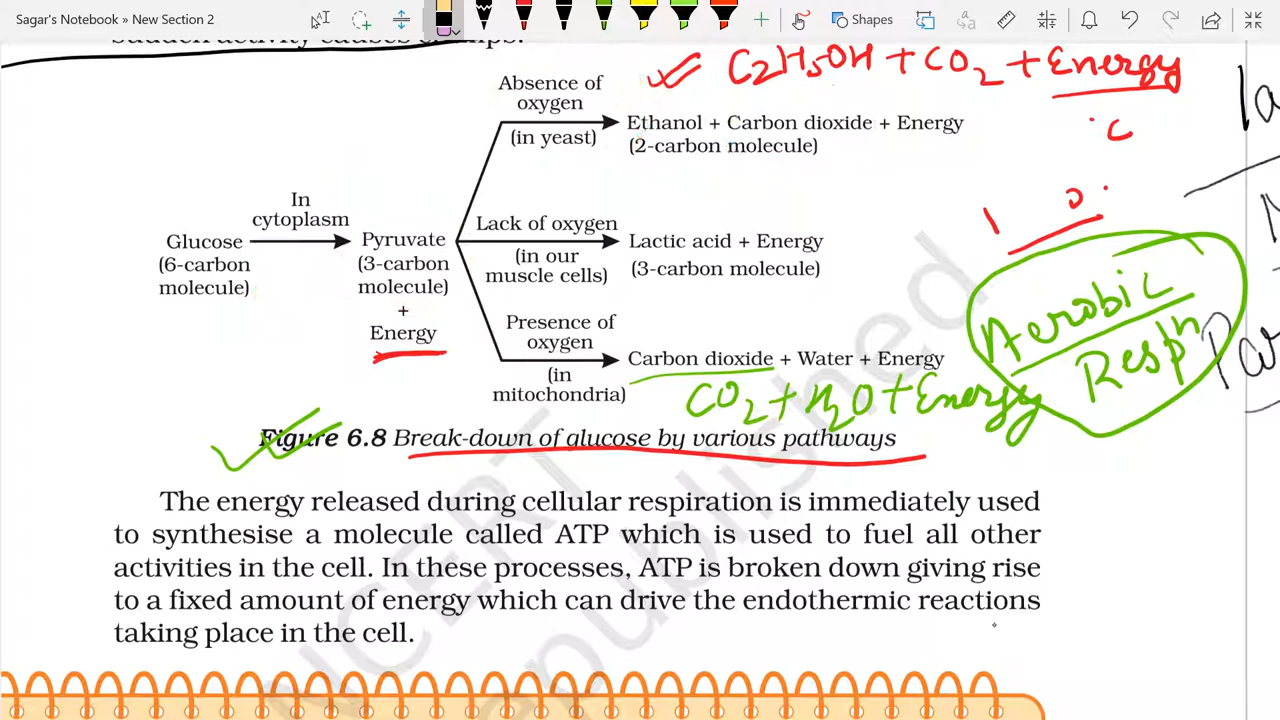 Sagar's Notebook » New Section 2
Shapes
C2H5OH + CO2 + Energy
Absence of
oxygen
(in yeast)
Ethanol + Carbon dioxide + Energy
(2-carbon molecule)
In
cytoplasm
Glucose
(6-carbon
molecule)
Pyruvate
(3-carbon
molecule)
+
Energy
Lack of oxygen
(in our
muscle cells)
Lactic acid + Energy
(3-carbon molecule)
Presence of
oxygen
(in
mitochondria)
Carbon dioxide + Water + Energy
CO2 + H2O + Energy
Aerobic
Respn
Figure 6.8 Break-down of glucose by various pathways
The energy released during cellular respiration is immediately used
to synthesise a molecule called ATP which is used to fuel all other
activities in the cell. In these processes, ATP is broken down giving rise
to a fixed amount of energy which can drive the endothermic reactions
taking place in the cell.
NCERT
republished